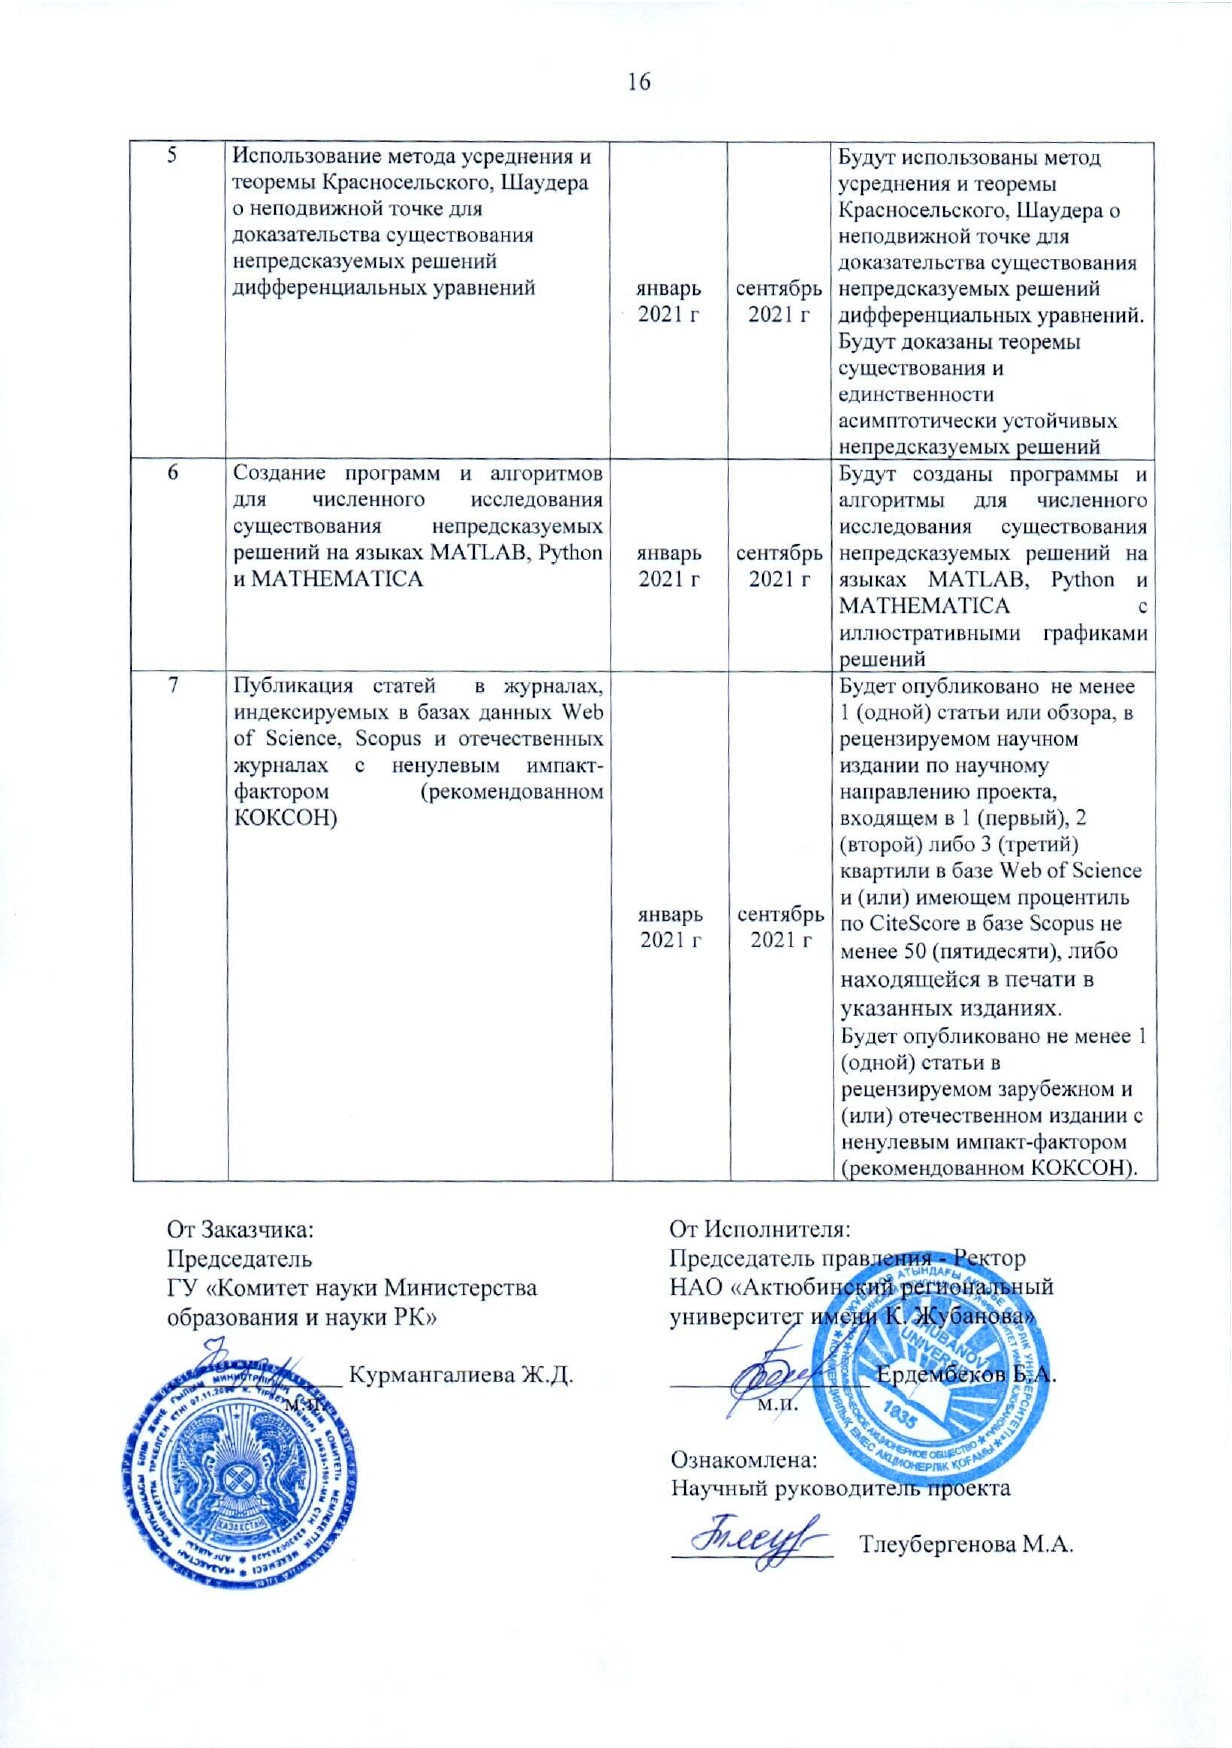 16
5
Использование метода усреднения и
теоремы Красносельского, Шаудера
о неподвижной точке для
доказательства существования
непредсказуемых решений
дифференциальных уравнений
январь
2021 г
сентябрь
2021 г
Будут использованы метод
усреднения и теоремы
Красносельского, Шаудера о
неподвижной точке для
доказательства существования
непредсказуемых решений
дифференциальных уравнений.
Будут доказаны теоремы
существования и
единственности
асимптотически устойчивых
непредсказуемых решений
6
Создание программ и алгоритмов
для численного исследования
существования непредсказуемых
решений на языках MATLAB, Python
и MATHEMATICA
январь
2021 г
сентябрь
2021 г
Будут созданы программы и
алгоритмы для численного
исследования существования
непредсказуемых решений на
языках MATLAB, Python и
MATHEMATICA с
иллюстративными графиками
решений
7
Публикация статей в журналах,
индексируемых в базах данных Web
of Science, Scopus и отечественных
журналах с ненулевым импакт-
фактором (рекомендованном
КОКСОН)
январь
2021 г
сентябрь
2021 г
Будет опубликовано не менее
1 (одной) статьи или обзора, в
рецензируемом научном
издании по научному
направлению проекта,
входящем в 1 (первый), 2
(второй) либо 3 (третий)
квартили в базе Web of Science
и (или) имеющем процентиль
по CiteScore в базе Scopus не
менее 50 (пятидесяти), либо
находящейся в печати в
указанных изданиях.
Будет опубликовано не менее 1
(одной) статьи в
рецензируемом зарубежном и
(или) отечественном издании с
ненулевым импакт-фактором
(рекомендованном КОКСОН).
От Заказчика:
Председатель
ГУ «Комитет науки Министерства
образования и науки РК»
Курмангалиева Ж.Д.
м.п.
ҚАЗАҚСТАН
От Исполнителя:
Председатель правления - Ректор
НАО «Актюбинский региональный
университет имени К. Жубанова»
Ердембеков Б.А.
м.п.
ZHUBANOV
UNIVERSITY
1935
Ознакомлена:
Научный руководитель проекта
Тлеубергенова М.А.